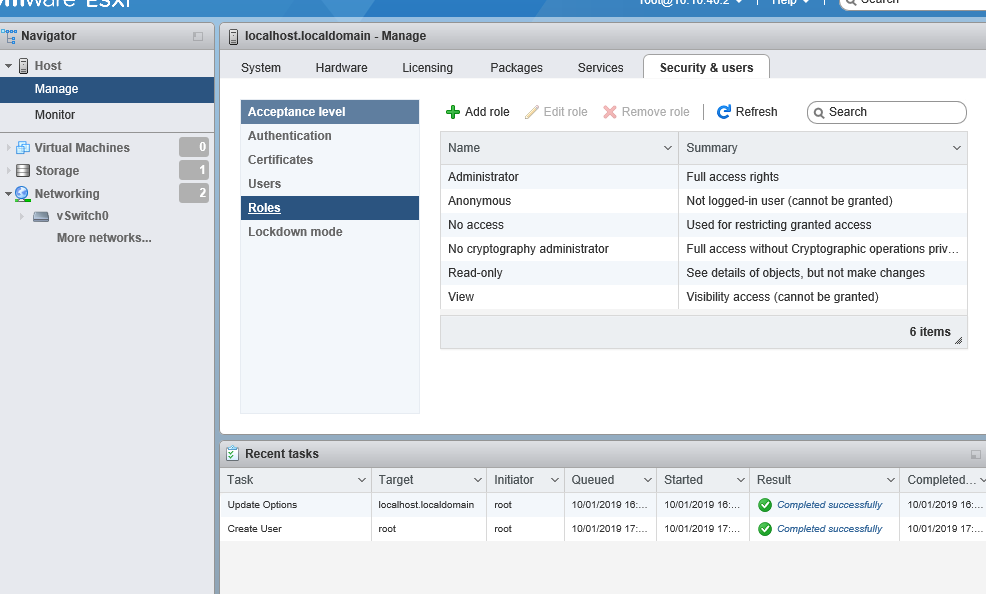 vmware ESXi
root@10.10.40.2
Help
Search
Navigator
Host
Manage
Monitor
Virtual Machines 0
Storage 1
Networking 2
vSwitch0
More networks...
localhost.localdomain - Manage
System Hardware Licensing Packages Services Security & users
Acceptance level
Authentication
Certificates
Users
Roles
Lockdown mode
Add role Edit role Remove role Refresh Search
Name Summary
Administrator Full access rights
Anonymous Not logged-in user (cannot be granted)
No access Used for restricting granted access
No cryptography administrator Full access without Cryptographic operations priv...
Read-only See details of objects, but not make changes
View Visibility access (cannot be granted)
6 items
Recent tasks
Task Target Initiator Queued Started Result Completed...
Update Options localhost.localdomain root 10/01/2019 16:... 10/01/2019 16:... Completed successfully 10/01/2019 16:...
Create User root root 10/01/2019 17:... 10/01/2019 17:... Completed successfully 10/01/2019 17:...